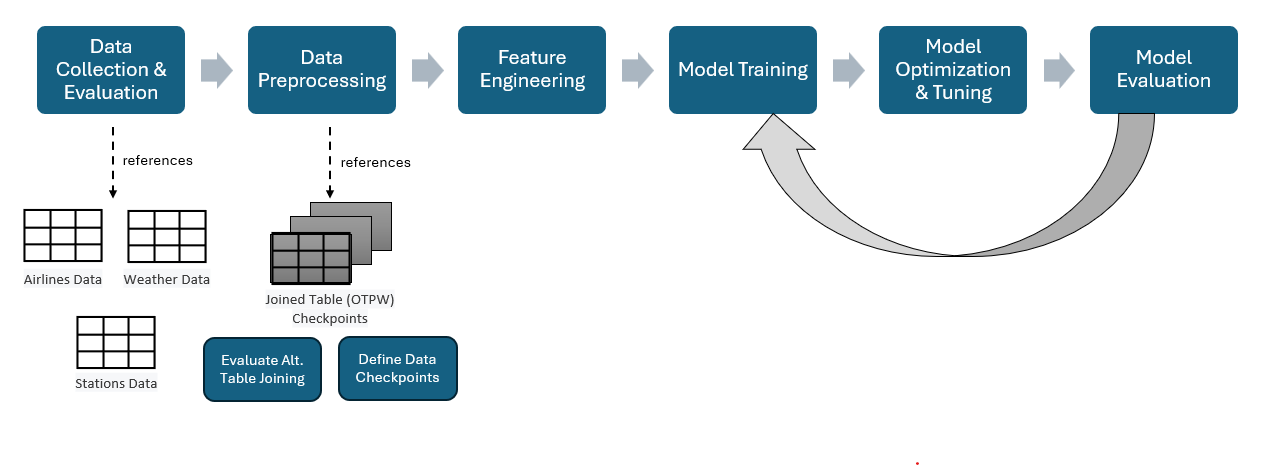 Data
Collection &
Evaluation
Data
Preprocessing
Feature
Engineering
Model Training
Model
Optimization
& Tuning
Model
Evaluation
references
references
Airlines Data
Weather Data
Stations Data
Joined Table (OTPW)
Checkpoints
Evaluate Alt.
Table Joining
Define Data
Checkpoints